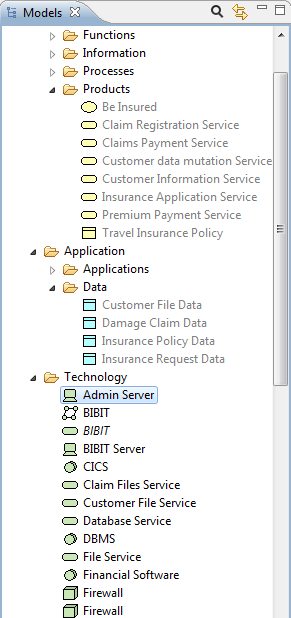 Models
Functions
Information
Processes
Products
Be Insured
Claim Registration Service
Claims Payment Service
Customer data mutation Service
Customer Information Service
Insurance Application Service
Premium Payment Service
Travel Insurance Policy
Application
Applications
Data
Customer File Data
Damage Claim Data
Insurance Policy Data
Insurance Request Data
Technology
Admin Server
BIBIT
BIBIT
BIBIT Server
CICS
Claim Files Service
Customer File Service
Database Service
DBMS
File Service
Financial Software
Firewall
Firewall